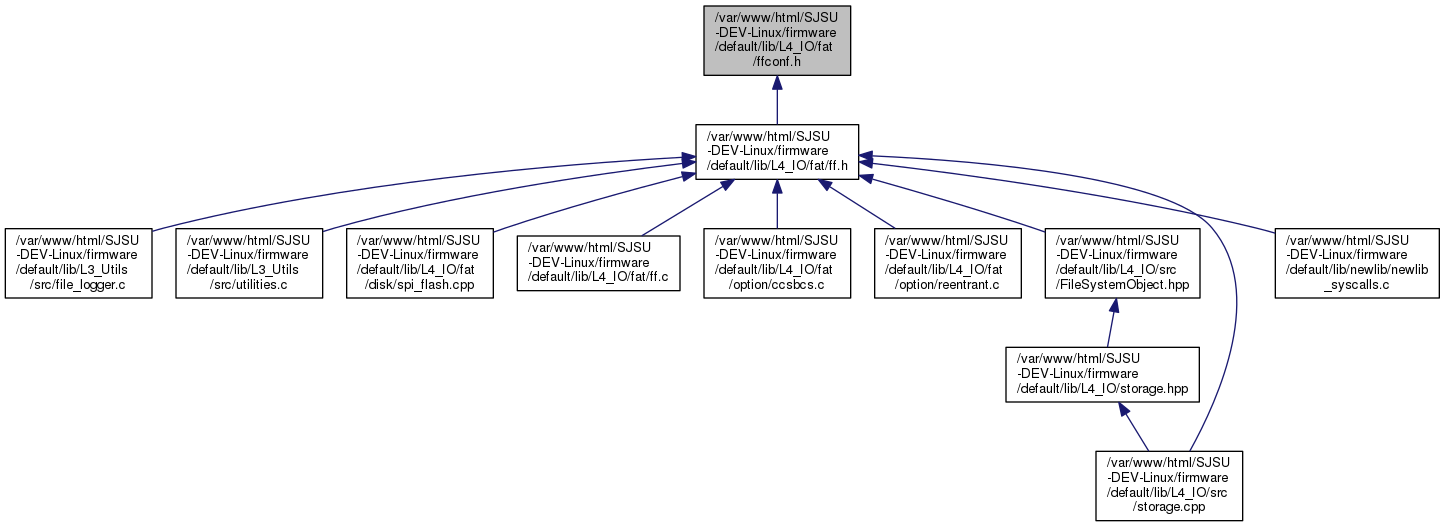 /var/www/html/SJSU
-DEV-Linux/firmware
/default/lib/L4_IO/fat
/ffconf.h
/var/www/html/SJSU
-DEV-Linux/firmware
/default/lib/L4_IO/fat/ff.h
/var/www/html/SJSU
-DEV-Linux/firmware
/default/lib/L3_Utils
/src/file_logger.c
/var/www/html/SJSU
-DEV-Linux/firmware
/default/lib/L3_Utils
/src/utilities.c
/var/www/html/SJSU
-DEV-Linux/firmware
/default/lib/L4_IO/fat
/disk/spi_flash.cpp
/var/www/html/SJSU
-DEV-Linux/firmware
/default/lib/L4_IO/fat/ff.c
/var/www/html/SJSU
-DEV-Linux/firmware
/default/lib/L4_IO/fat
/option/ccsbcs.c
/var/www/html/SJSU
-DEV-Linux/firmware
/default/lib/L4_IO/fat
/option/reentrant.c
/var/www/html/SJSU
-DEV-Linux/firmware
/default/lib/L4_IO/src
/FileSystemObject.hpp
/var/www/html/SJSU
-DEV-Linux/firmware
/default/lib/newlib/newlib
_syscalls.c
/var/www/html/SJSU
-DEV-Linux/firmware
/default/lib/L4_IO/storage.hpp
/var/www/html/SJSU
-DEV-Linux/firmware
/default/lib/L4_IO/src
/storage.cpp